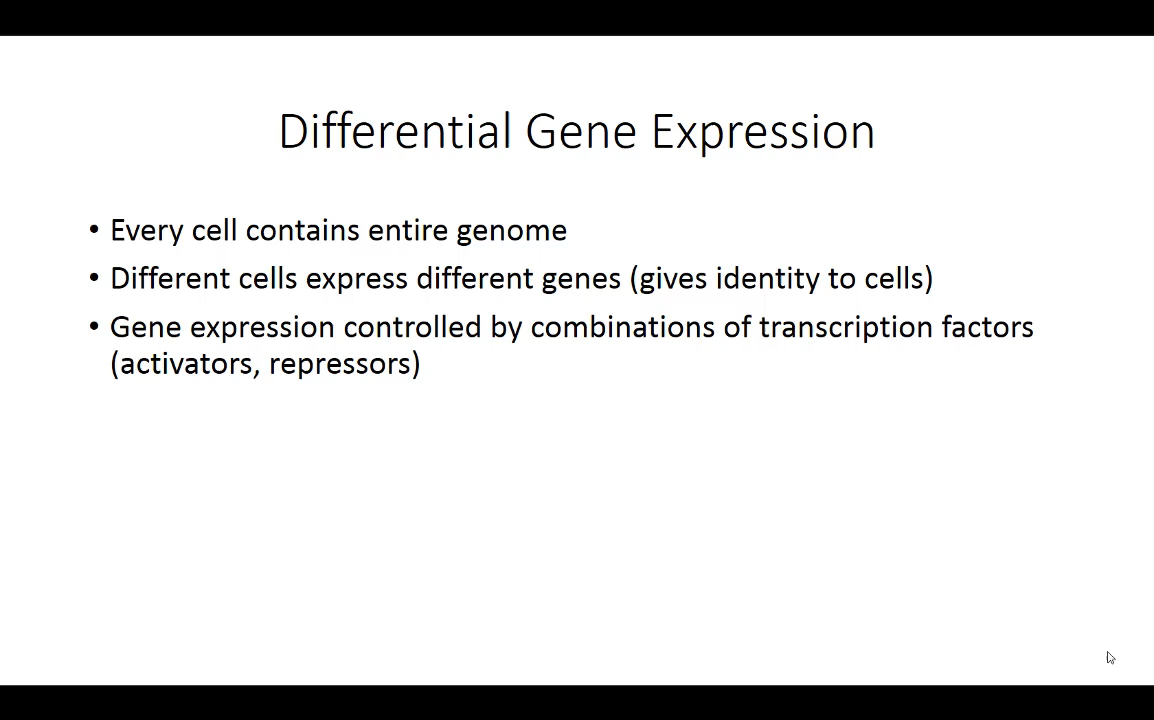 Differential Gene Expression
• Every cell contains entire genome
• Different cells express different genes (gives identity to cells)
• Gene expression controlled by combinations of transcription factors
(activators, repressors)